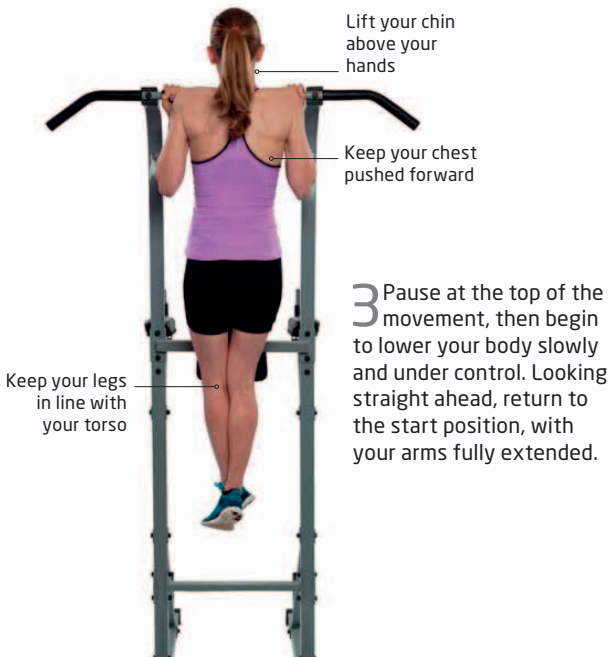 Lift your chin
above your
hands
Keep your chest
pushed forward
Keep your legs
in line with
your torso
3 Pause at the top of the
movement, then begin
to lower your body slowly
and under control. Looking
straight ahead, return to
the start position, with
your arms fully extended.